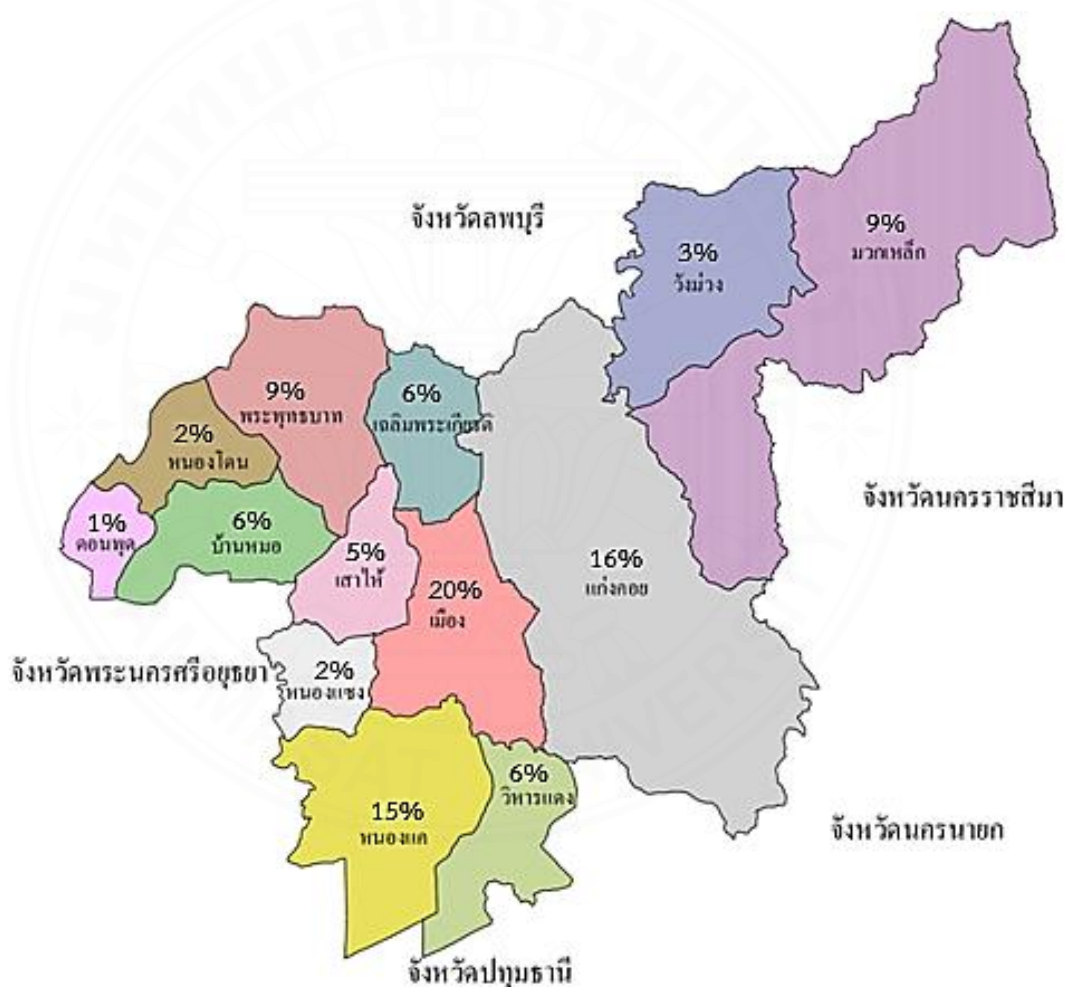 จังหวัดลพบุรี
9%
มวกเหล็ก
3%
วังม่วง
9%
พระพุทธบาท
6%
เฉลิมพระเกียรติ
2%
หนองโดน
จังหวัดนครราชสีมา
1%
ดอนพุด
6%
บ้านหมอ
5%
เสาไห้
20%
เมือง
16%
แก่งคอย
จังหวัดพระนครศรีอยุธยา
2%
หนองแซง
6%
วิหารแดง
15%
หนองแค
จังหวัดนครนายก
จังหวัดปทุมธานี